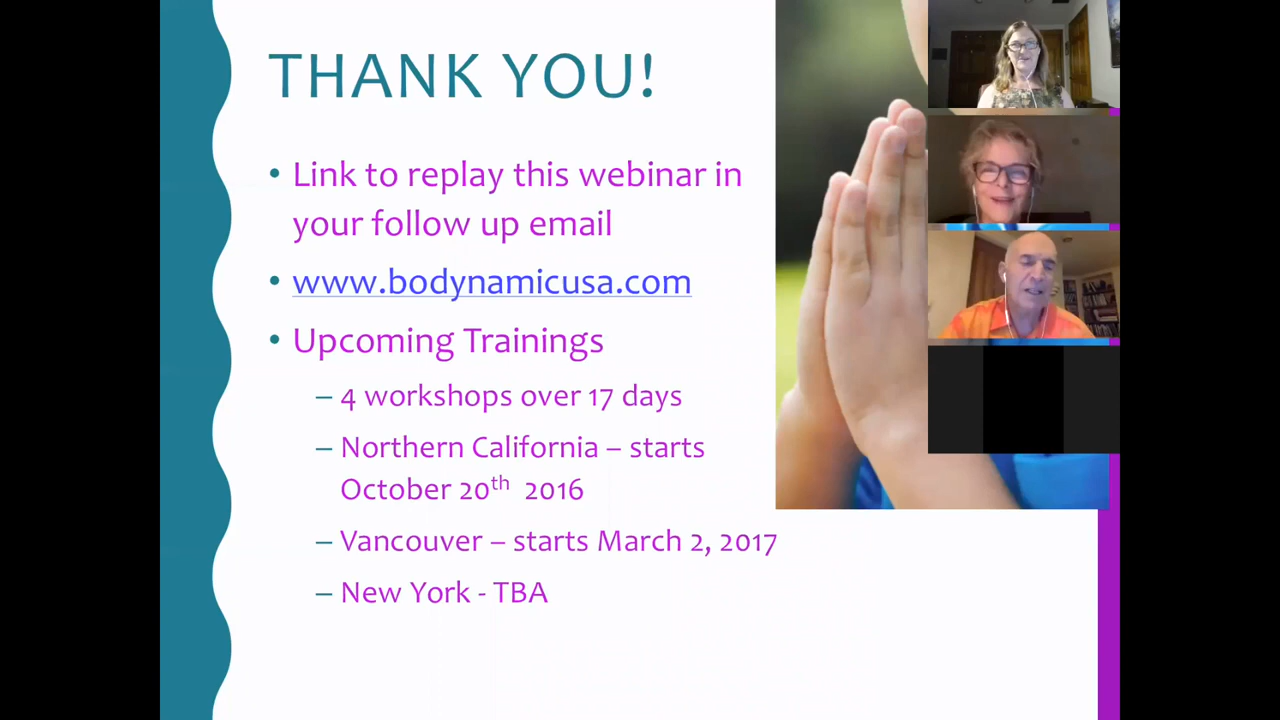 THANK YOU!
• Link to replay this webinar in
your follow up email
• www.bodynamicusa.com
• Upcoming Trainings
– 4 workshops over 17 days
– Northern California – starts
October 20th 2016
– Vancouver – starts March 2, 2017
– New York - TBA